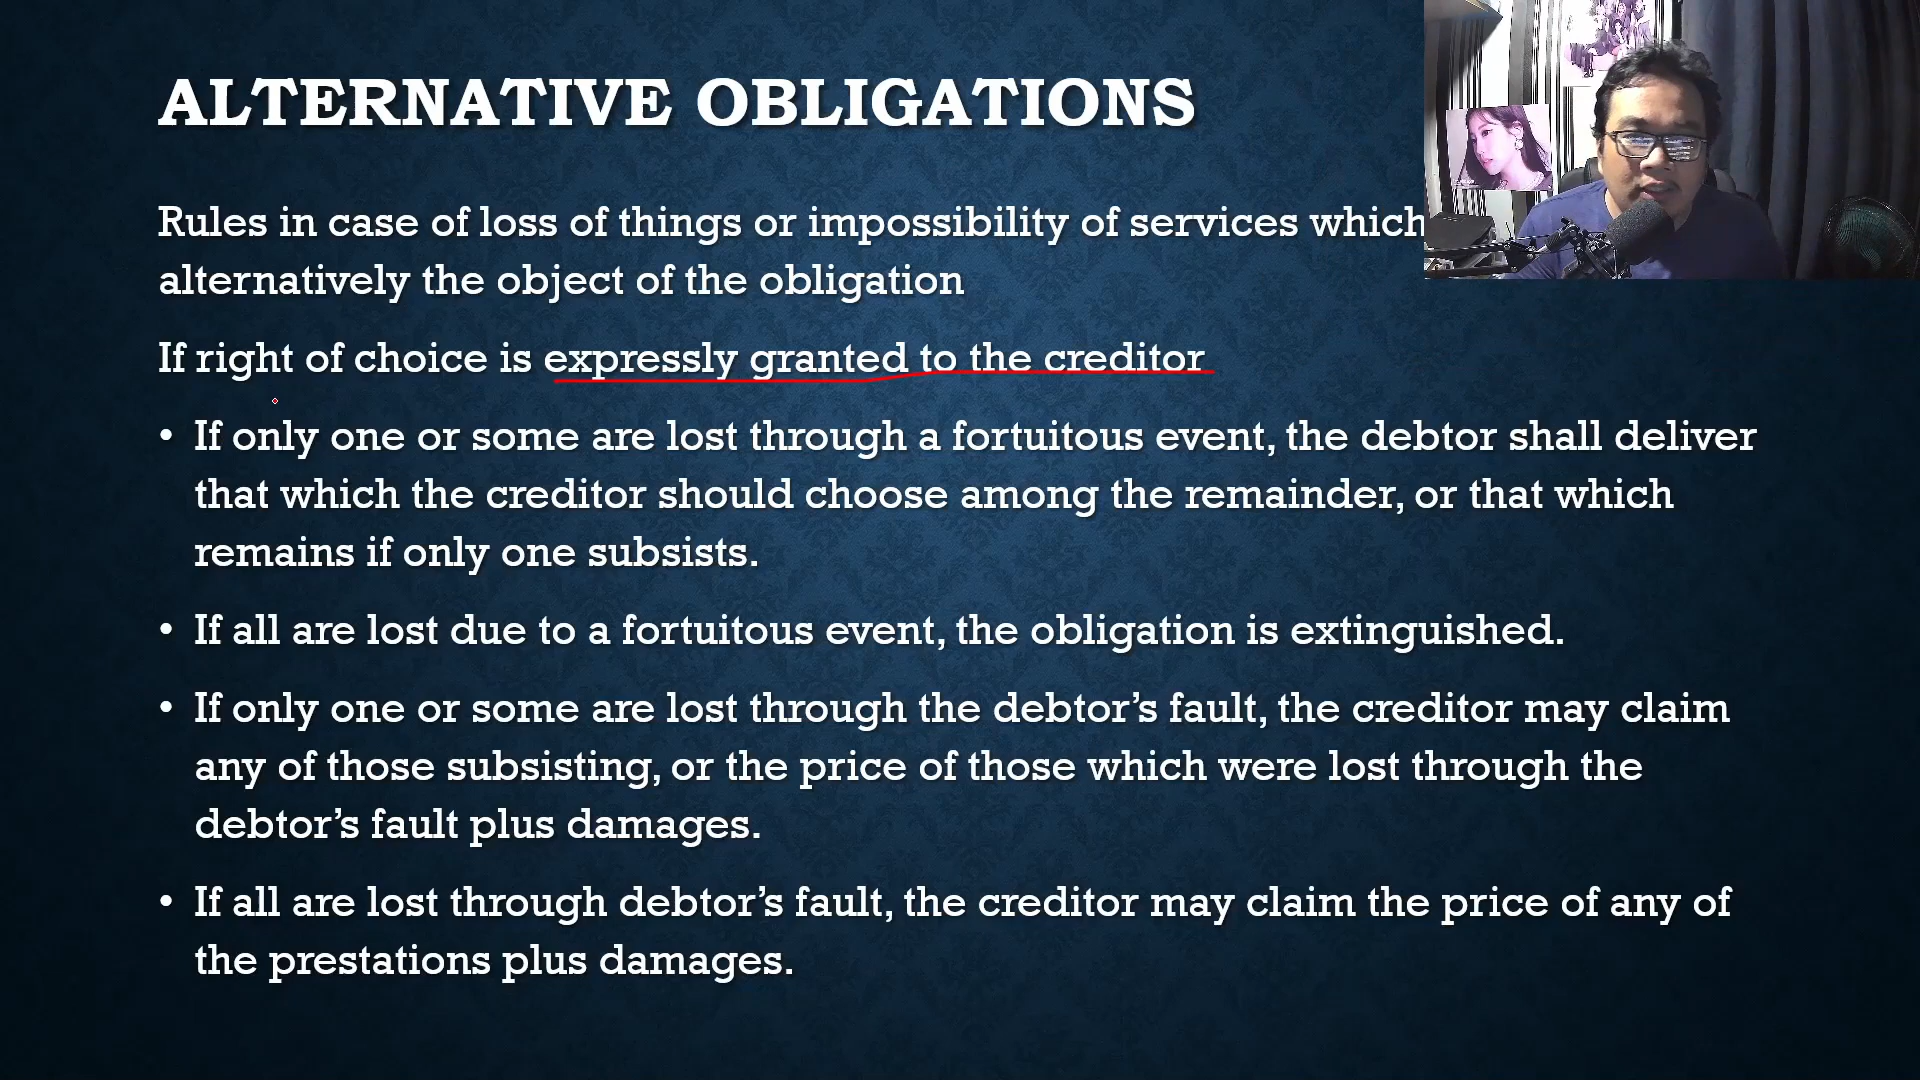 ALTERNATIVE OBLIGATIONS
Rules in case of loss of things or impossibility of services which
alternatively the object of the obligation
If right of choice is expressly granted to the creditor
• If only one or some are lost through a fortuitous event, the debtor shall deliver
that which the creditor should choose among the remainder, or that which
remains if only one subsists.
• If all are lost due to a fortuitous event, the obligation is extinguished.
• If only one or some are lost through the debtor’s fault, the creditor may claim
any of those subsisting, or the price of those which were lost through the
debtor’s fault plus damages.
• If all are lost through debtor’s fault, the creditor may claim the price of any of
the prestations plus damages.